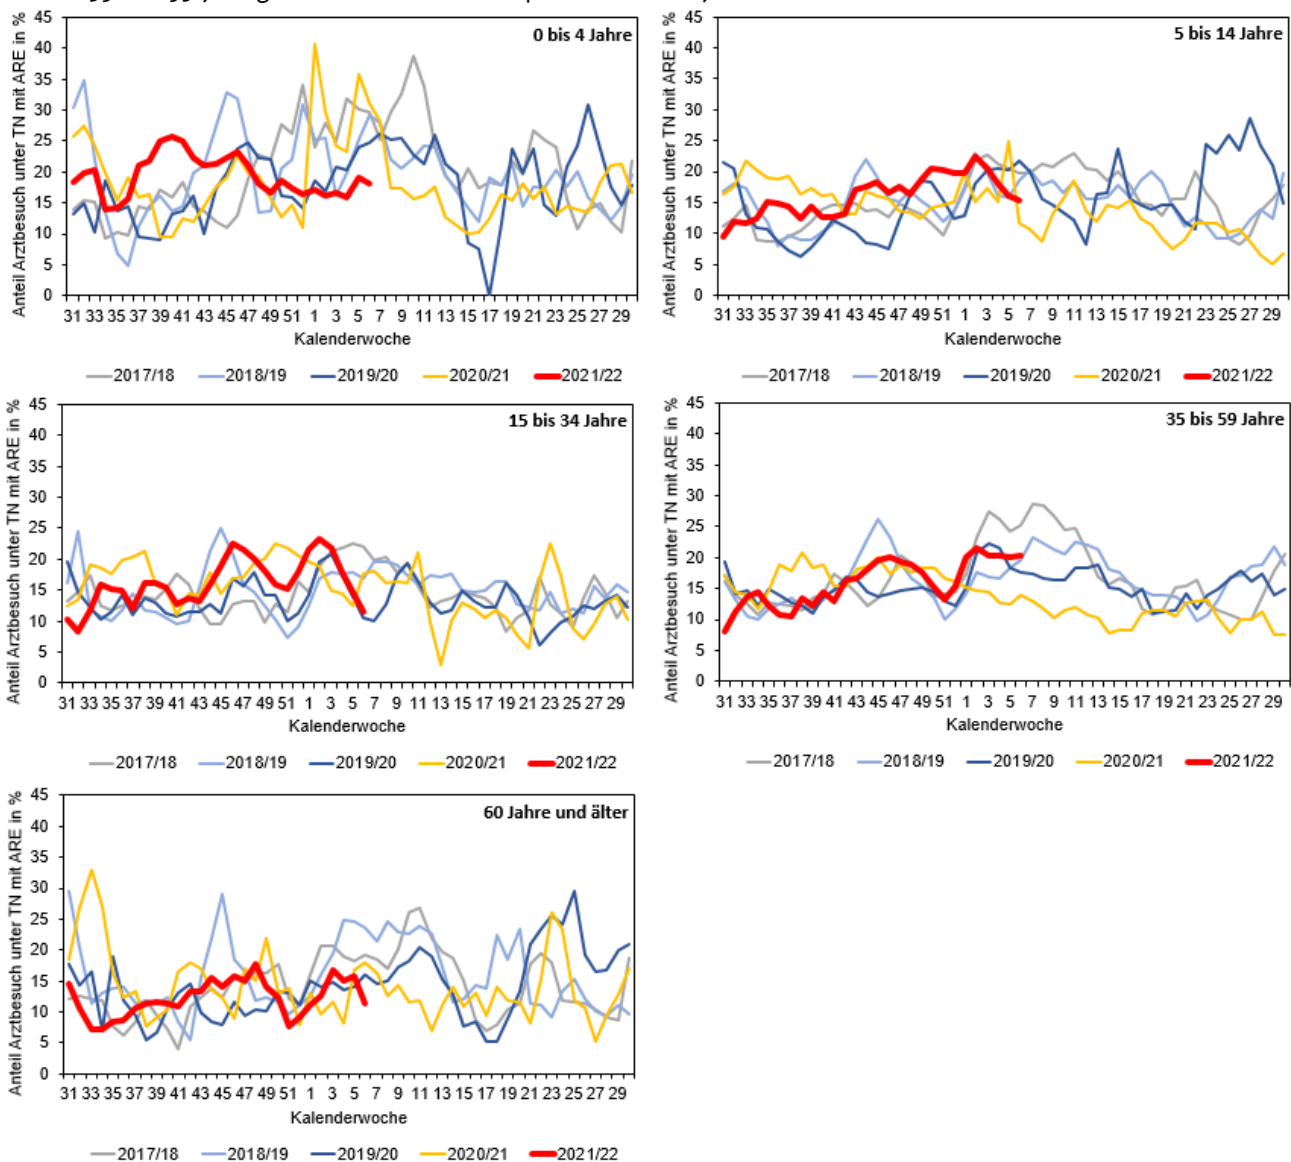 45
0 bis 4 Jahre
40
35
30
25
20
15
10
5
0
Anteil Arztbesuch unter TN mit ARE in %
31 33 35 37 39 41 43 45 47 49 51 1 3 5 7 9 11 13 15 17 19 21 23 25 27 29
Kalenderwoche
2017/18 2018/19 2019/20 2020/21 2021/22
45
5 bis 14 Jahre
40
35
30
25
20
15
10
5
0
Anteil Arztbesuch unter TN mit ARE in %
31 33 35 37 39 41 43 45 47 49 51 1 3 5 7 9 11 13 15 17 19 21 23 25 27 29
Kalenderwoche
2017/18 2018/19 2019/20 2020/21 2021/22
45
15 bis 34 Jahre
40
35
30
25
20
15
10
5
0
Anteil Arztbesuch unter TN mit ARE in %
31 33 35 37 39 41 43 45 47 49 51 1 3 5 7 9 11 13 15 17 19 21 23 25 27 29
Kalenderwoche
2017/18 2018/19 2019/20 2020/21 2021/22
45
35 bis 59 Jahre
40
35
30
25
20
15
10
5
0
Anteil Arztbesuch unter TN mit ARE in %
31 33 35 37 39 41 43 45 47 49 51 1 3 5 7 9 11 13 15 17 19 21 23 25 27 29
Kalenderwoche
2017/18 2018/19 2019/20 2020/21 2021/22
45
60 Jahre und älter
40
35
30
25
20
15
10
5
0
Anteil Arztbesuch unter TN mit ARE in %
31 33 35 37 39 41 43 45 47 49 51 1 3 5 7 9 11 13 15 17 19 21 23 25 27 29
Kalenderwoche
2017/18 2018/19 2019/20 2020/21 2021/22